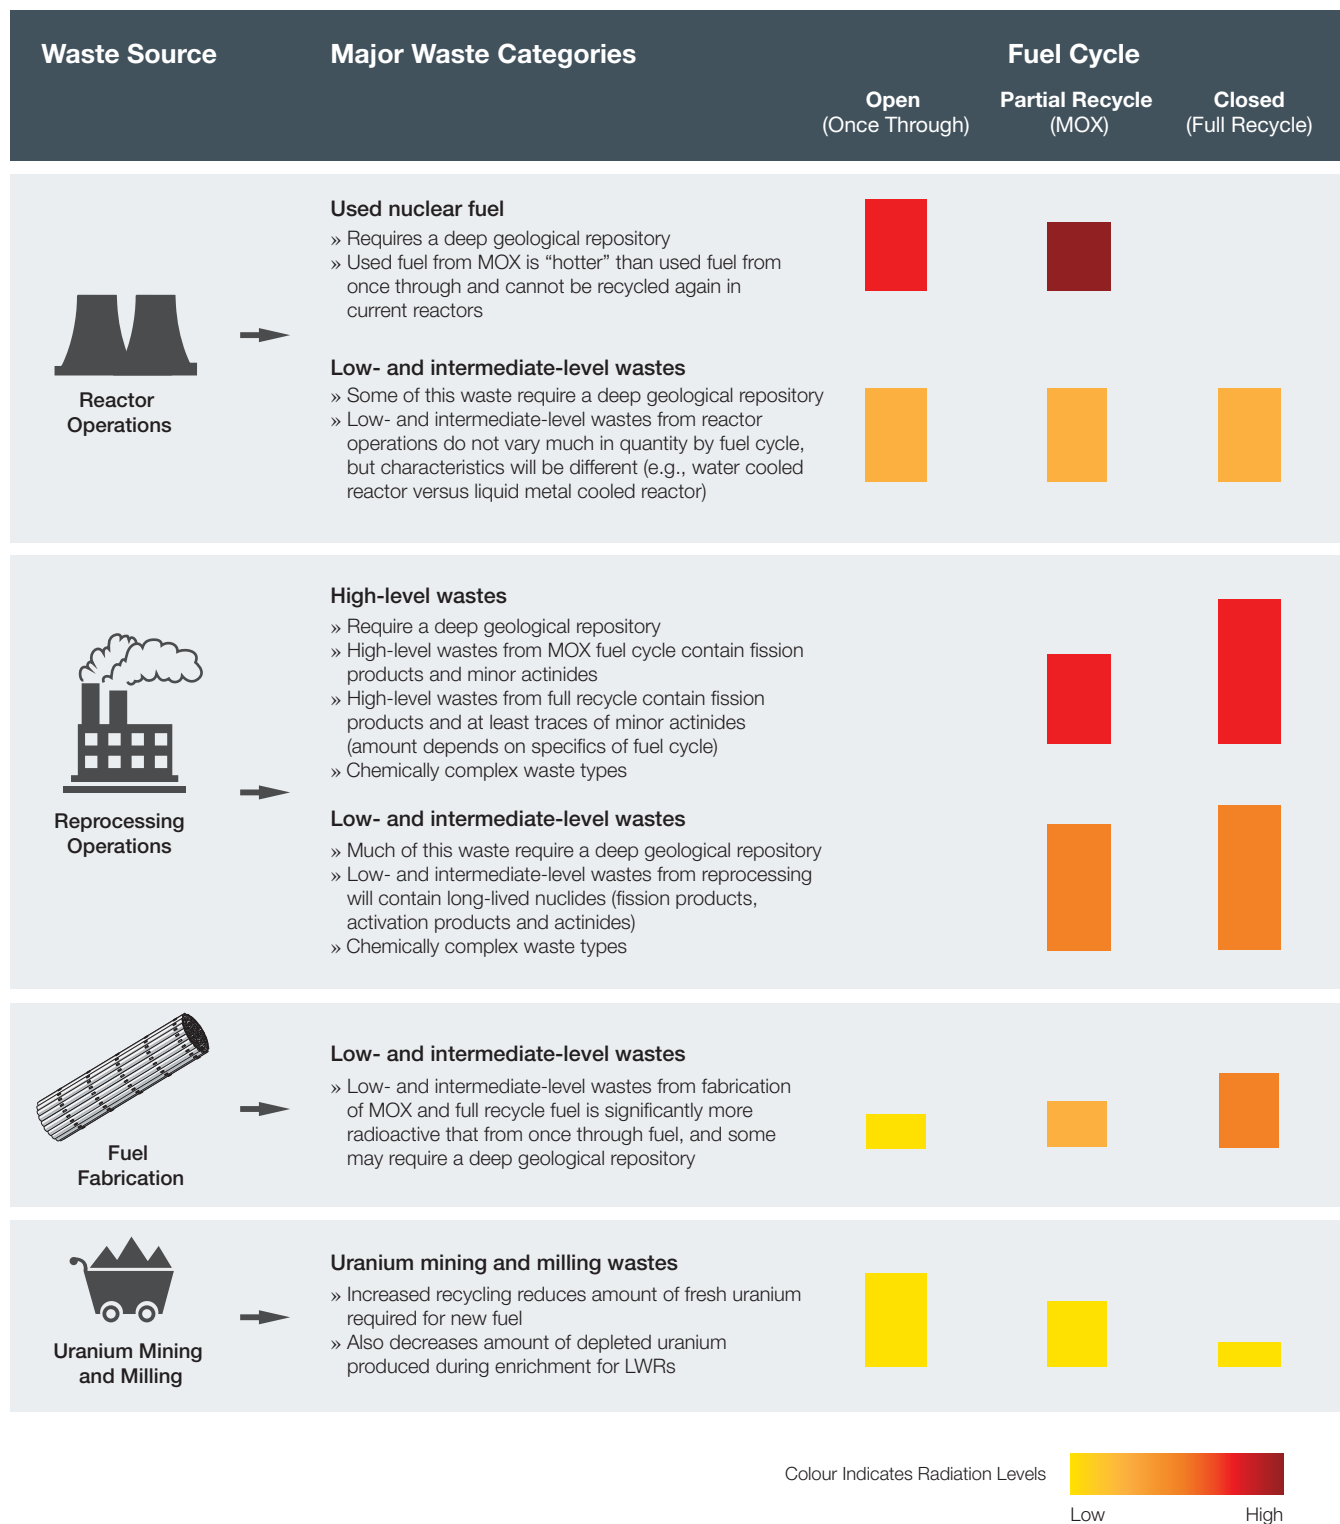 Waste Source
Major Waste Categories
Fuel Cycle
Open
(Once Through)
Partial Recycle
(MOX)
Closed
(Full Recycle)
Reactor
Operations
Used nuclear fuel
» Requires a deep geological repository
» Used fuel from MOX is “hotter” than used fuel from
once through and cannot be recycled again in
current reactors
Low- and intermediate-level wastes
» Some of this waste require a deep geological repository
» Low- and intermediate-level wastes from reactor
operations do not vary much in quantity by fuel cycle,
but characteristics will be different (e.g., water cooled
reactor versus liquid metal cooled reactor)
Reprocessing
Operations
High-level wastes
» Require a deep geological repository
» High-level wastes from MOX fuel cycle contain fission
products and minor actinides
» High-level wastes from full recycle contain fission
products and at least traces of minor actinides
(amount depends on specifics of fuel cycle)
» Chemically complex waste types
Low- and intermediate-level wastes
» Much of this waste require a deep geological repository
» Low- and intermediate-level wastes from reprocessing
will contain long-lived nuclides (fission products,
activation products and actinides)
» Chemically complex waste types
Fuel
Fabrication
Low- and intermediate-level wastes
» Low- and intermediate-level wastes from fabrication
of MOX and full recycle fuel is significantly more
radioactive that from once through fuel, and some
may require a deep geological repository
Uranium Mining
and Milling
Uranium mining and milling wastes
» Increased recycling reduces amount of fresh uranium
required for new fuel
» Also decreases amount of depleted uranium
produced during enrichment for LWRs
Colour Indicates Radiation Levels
Low
High